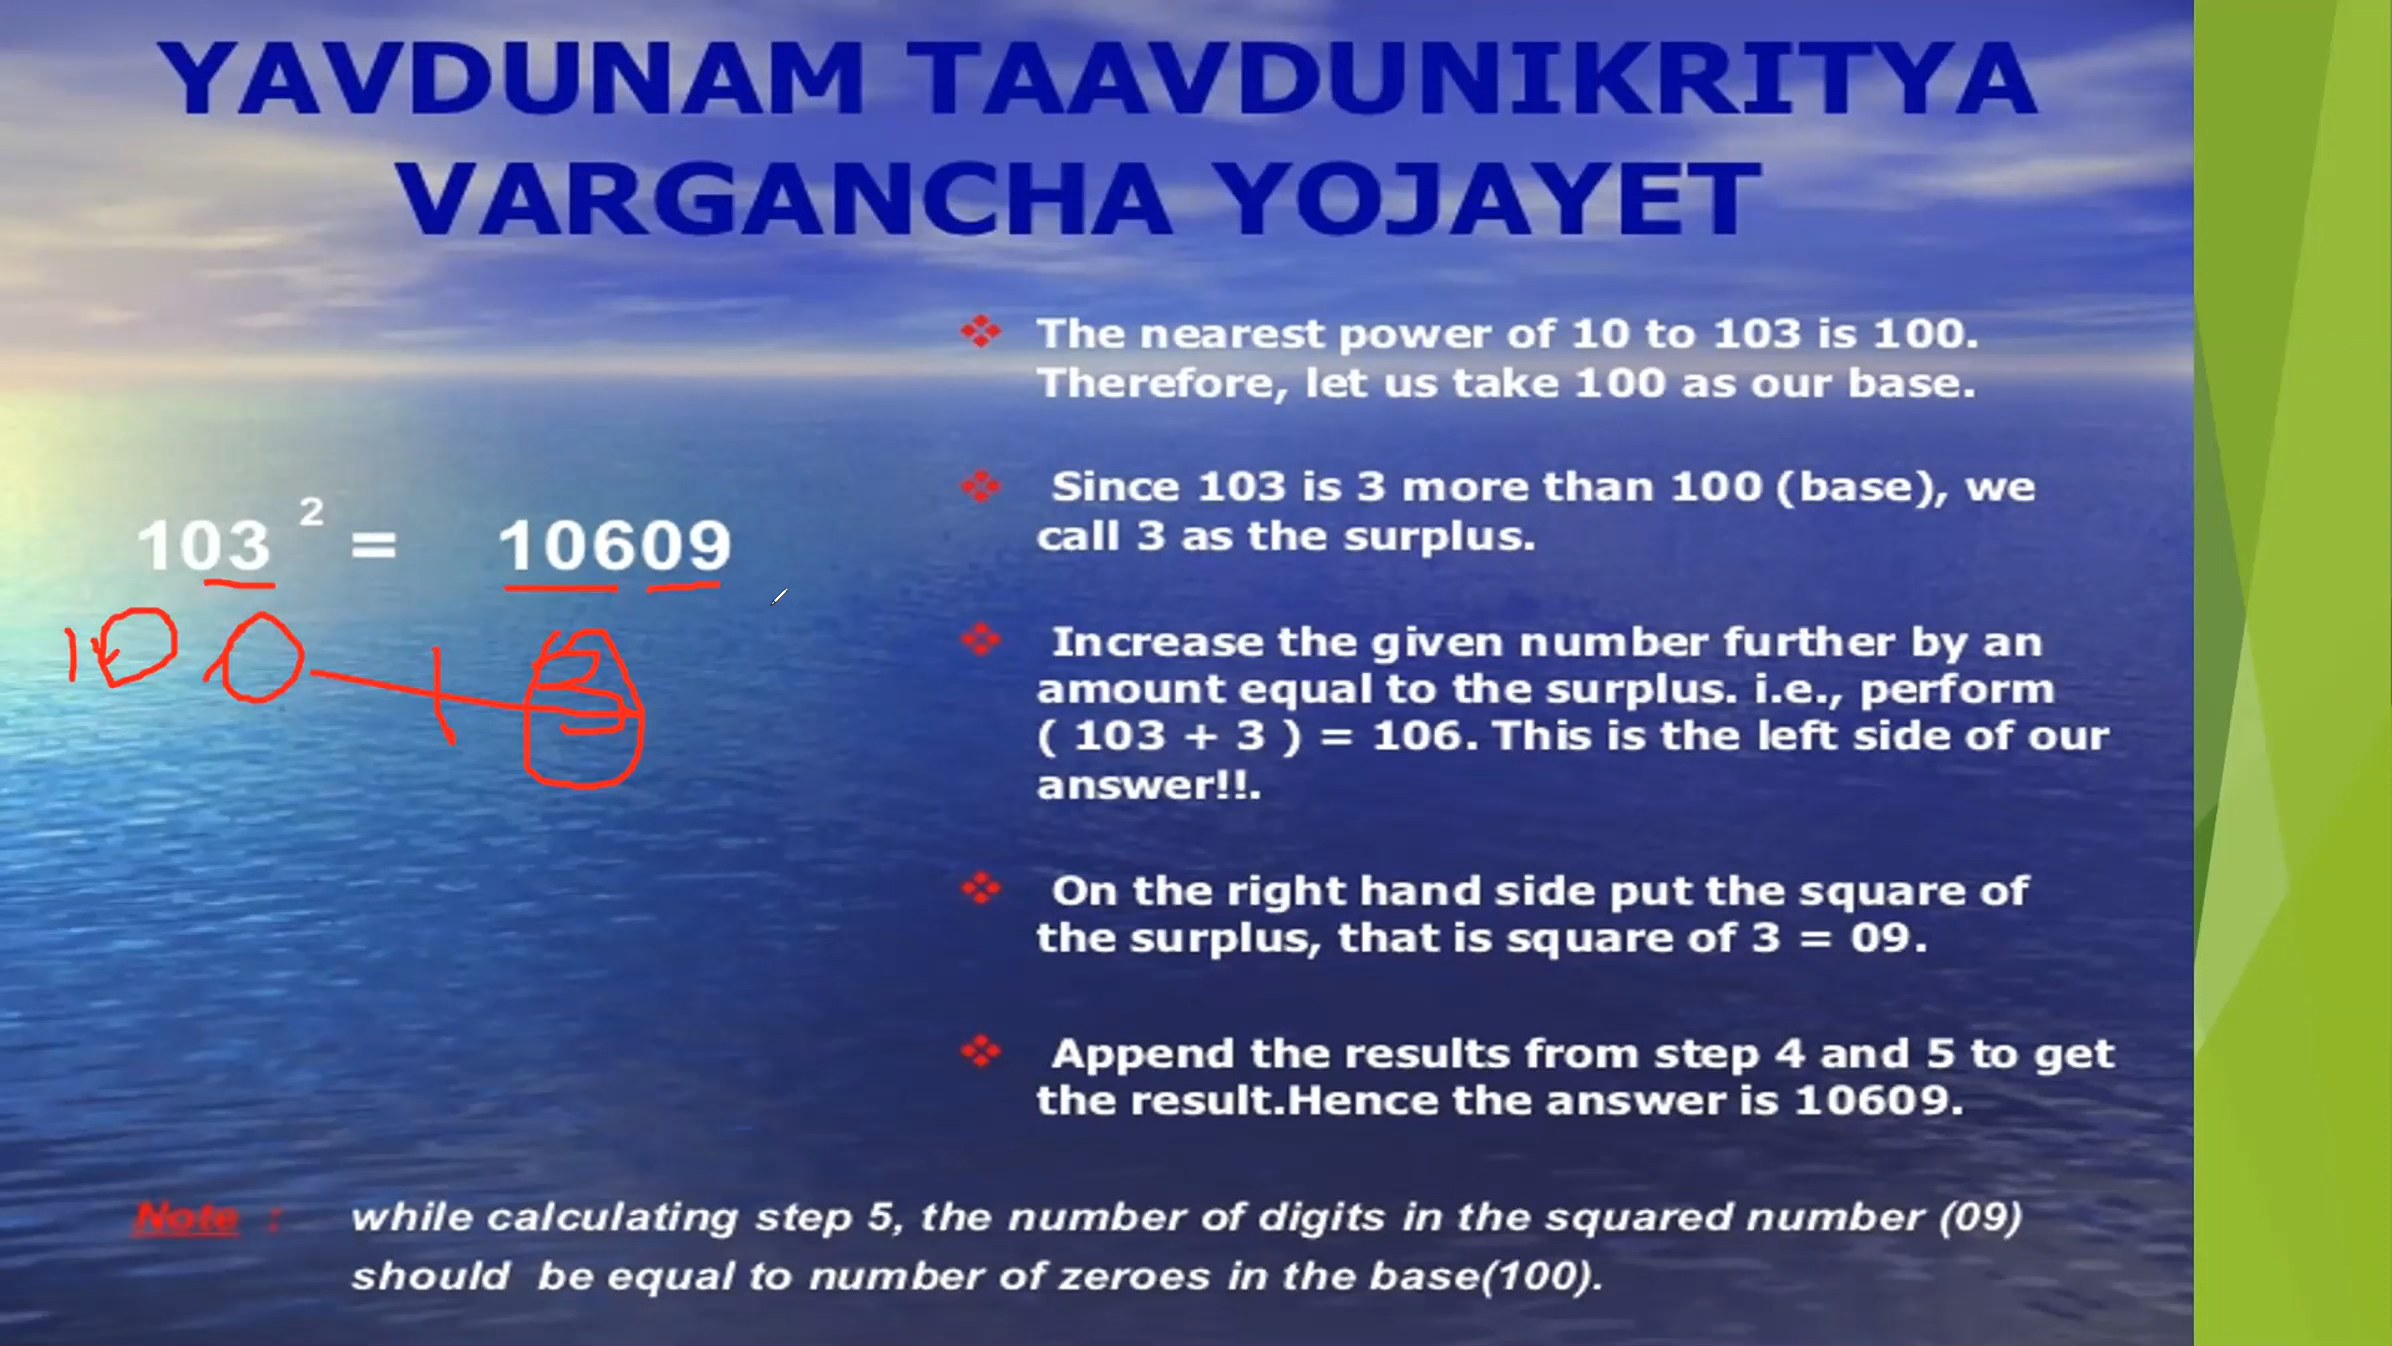 YAVDUNAM TAAVDUNIKRITYA
VARGANCHA YOJAYET
103² = 10609
100 + 3
❖ The nearest power of 10 to 103 is 100.
Therefore, let us take 100 as our base.
❖ Since 103 is 3 more than 100 (base), we
call 3 as the surplus.
❖ Increase the given number further by an
amount equal to the surplus. i.e., perform
( 103 + 3 ) = 106. This is the left side of our
answer!!.
❖ On the right hand side put the square of
the surplus, that is square of 3 = 09.
❖ Append the results from step 4 and 5 to get
the result.Hence the answer is 10609.
Note : while calculating step 5, the number of digits in the squared number (09)
should be equal to number of zeroes in the base(100).